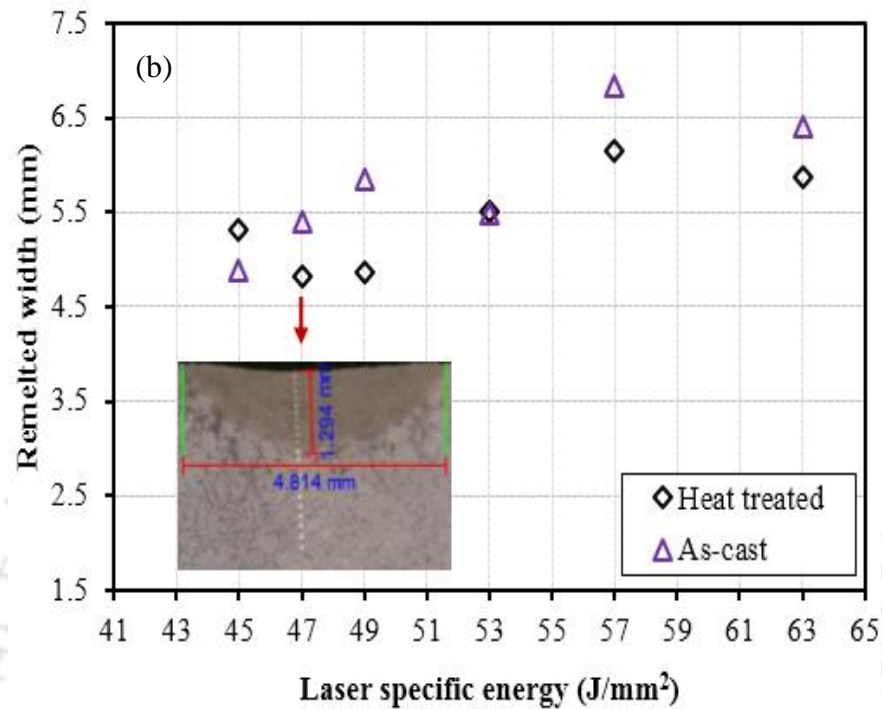 (b)
Remelted width (mm)
7.5
6.5
5.5
4.5
3.5
2.5
1.5
1.294 mm
4.814 mm
Heat treated
As-cast
41 43 45 47 49 51 53 55 57 59 61 63 65
Laser specific energy (J/mm²)